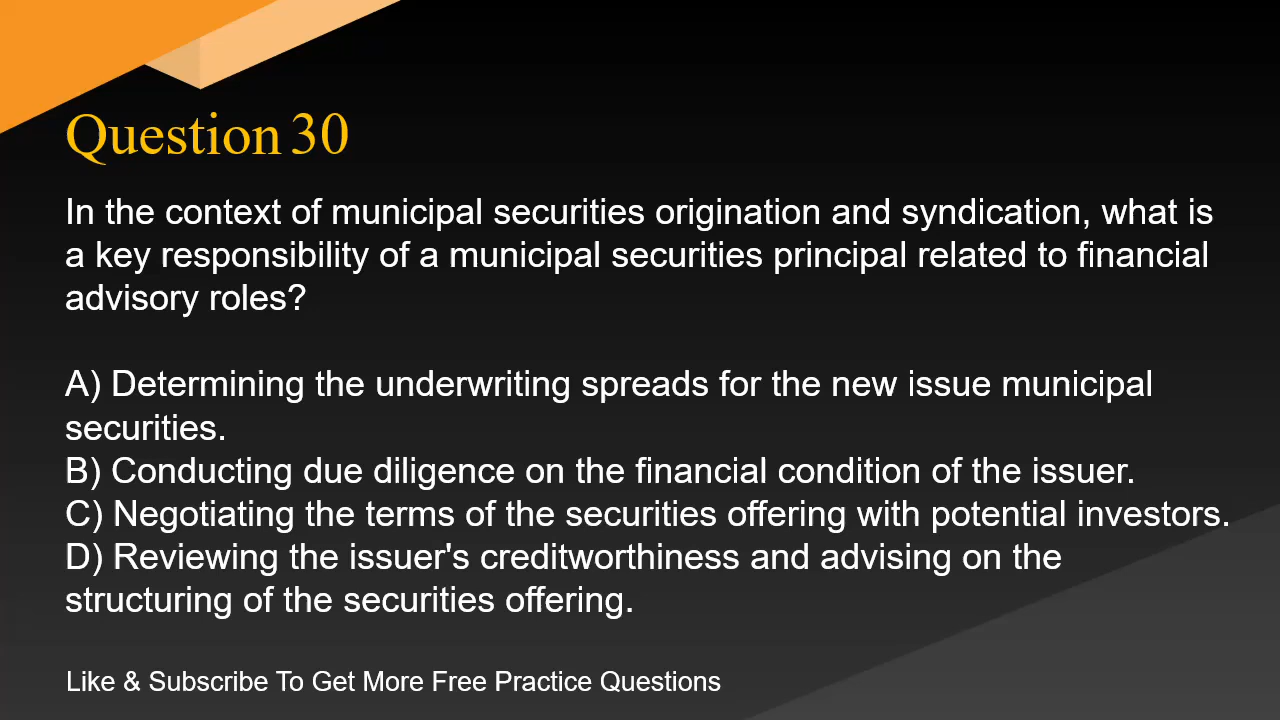 Question 30
In the context of municipal securities origination and syndication, what is
a key responsibility of a municipal securities principal related to financial
advisory roles?
A) Determining the underwriting spreads for the new issue municipal
securities.
B) Conducting due diligence on the financial condition of the issuer.
C) Negotiating the terms of the securities offering with potential investors.
D) Reviewing the issuer's creditworthiness and advising on the
structuring of the securities offering.
Like & Subscribe To Get More Free Practice Questions